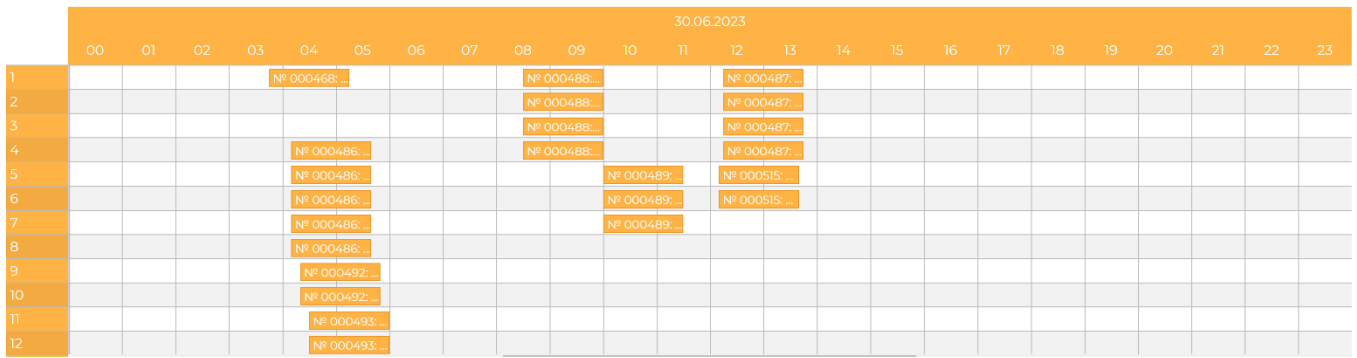 30.06.2023
00 01 02 03 04 05 06 07 08 09 10 11 12 13 14 15 16 17 18 19 20 21 22 23
1 № 000468: ... № 000488:... № 000487: ...
2 № 000488:... № 000487: ...
3 № 000488:... № 000487: ...
4 № 000486: ... № 000488:... № 000487: ...
5 № 000486: ... № 000489: ... № 000515: ...
6 № 000486: ... № 000489: ... № 000515: ...
7 № 000486: ... № 000489: ...
8 № 000486: ...
9 № 000492: ...
10 № 000492: ...
11 № 000493: ...
12 № 000493: ...